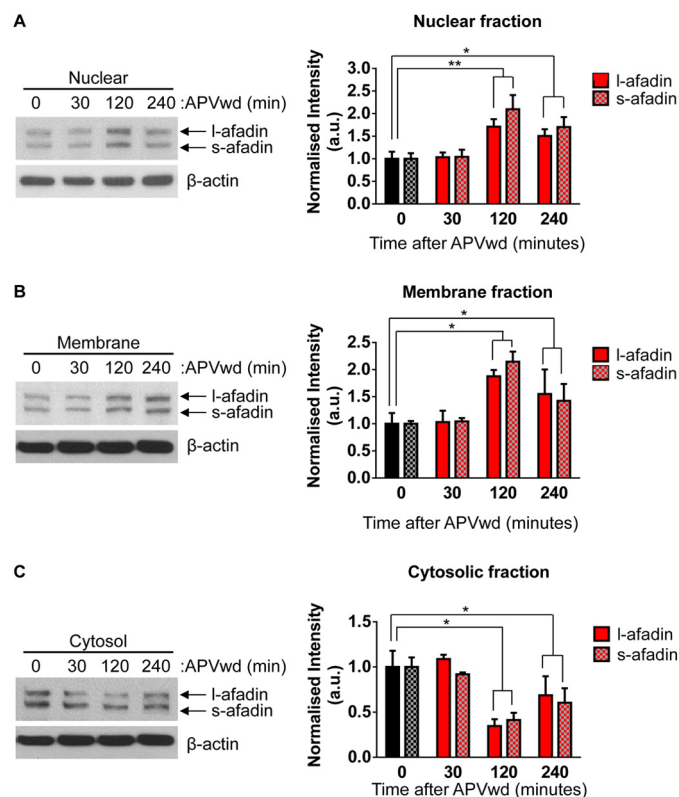 A
Nuclear
0 30 120 240 :APVwd (min)
l-afadin
s-afadin
β-actin
Nuclear fraction
Normalised Intensity
(a.u.)
3.0
2.5
2.0
1.5
1.0
0.5
0.0
*
**
0 30 120 240
Time after APVwd (minutes)
l-afadin
s-afadin
B
Membrane
0 30 120 240 :APVwd (min)
l-afadin
s-afadin
β-actin
Membrane fraction
Normalised Intensity
(a.u.)
2.5
2.0
1.5
1.0
0.5
0.0
*
*
0 30 120 240
Time after APVwd (minutes)
l-afadin
s-afadin
C
Cytosol
0 30 120 240 :APVwd (min)
l-afadin
s-afadin
β-actin
Cytosolic fraction
Normalised Intensity
(a.u.)
1.5
1.0
0.5
0.0
*
*
0 30 120 240
Time after APVwd (minutes)
l-afadin
s-afadin